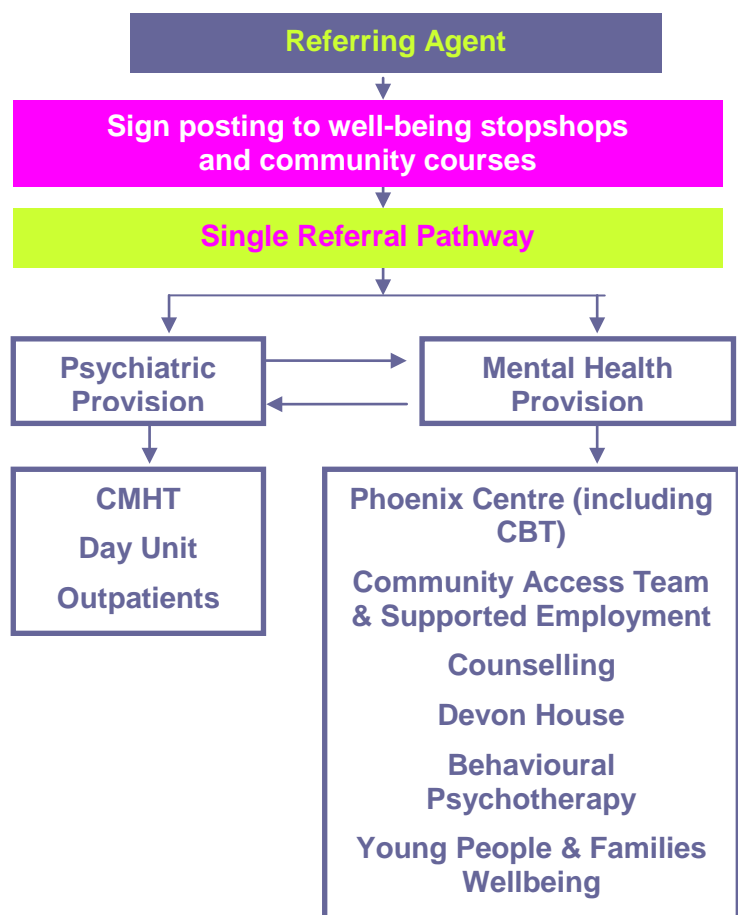 Referring Agent
Sign posting to well-being stopshops
and community courses
Single Referral Pathway
Psychiatric
Provision
Mental Health
Provision
CMHT
Day Unit
Outpatients
Phoenix Centre (including
CBT)
Community Access Team
& Supported Employment
Counselling
Devon House
Behavioural
Psychotherapy
Young People & Families
Wellbeing